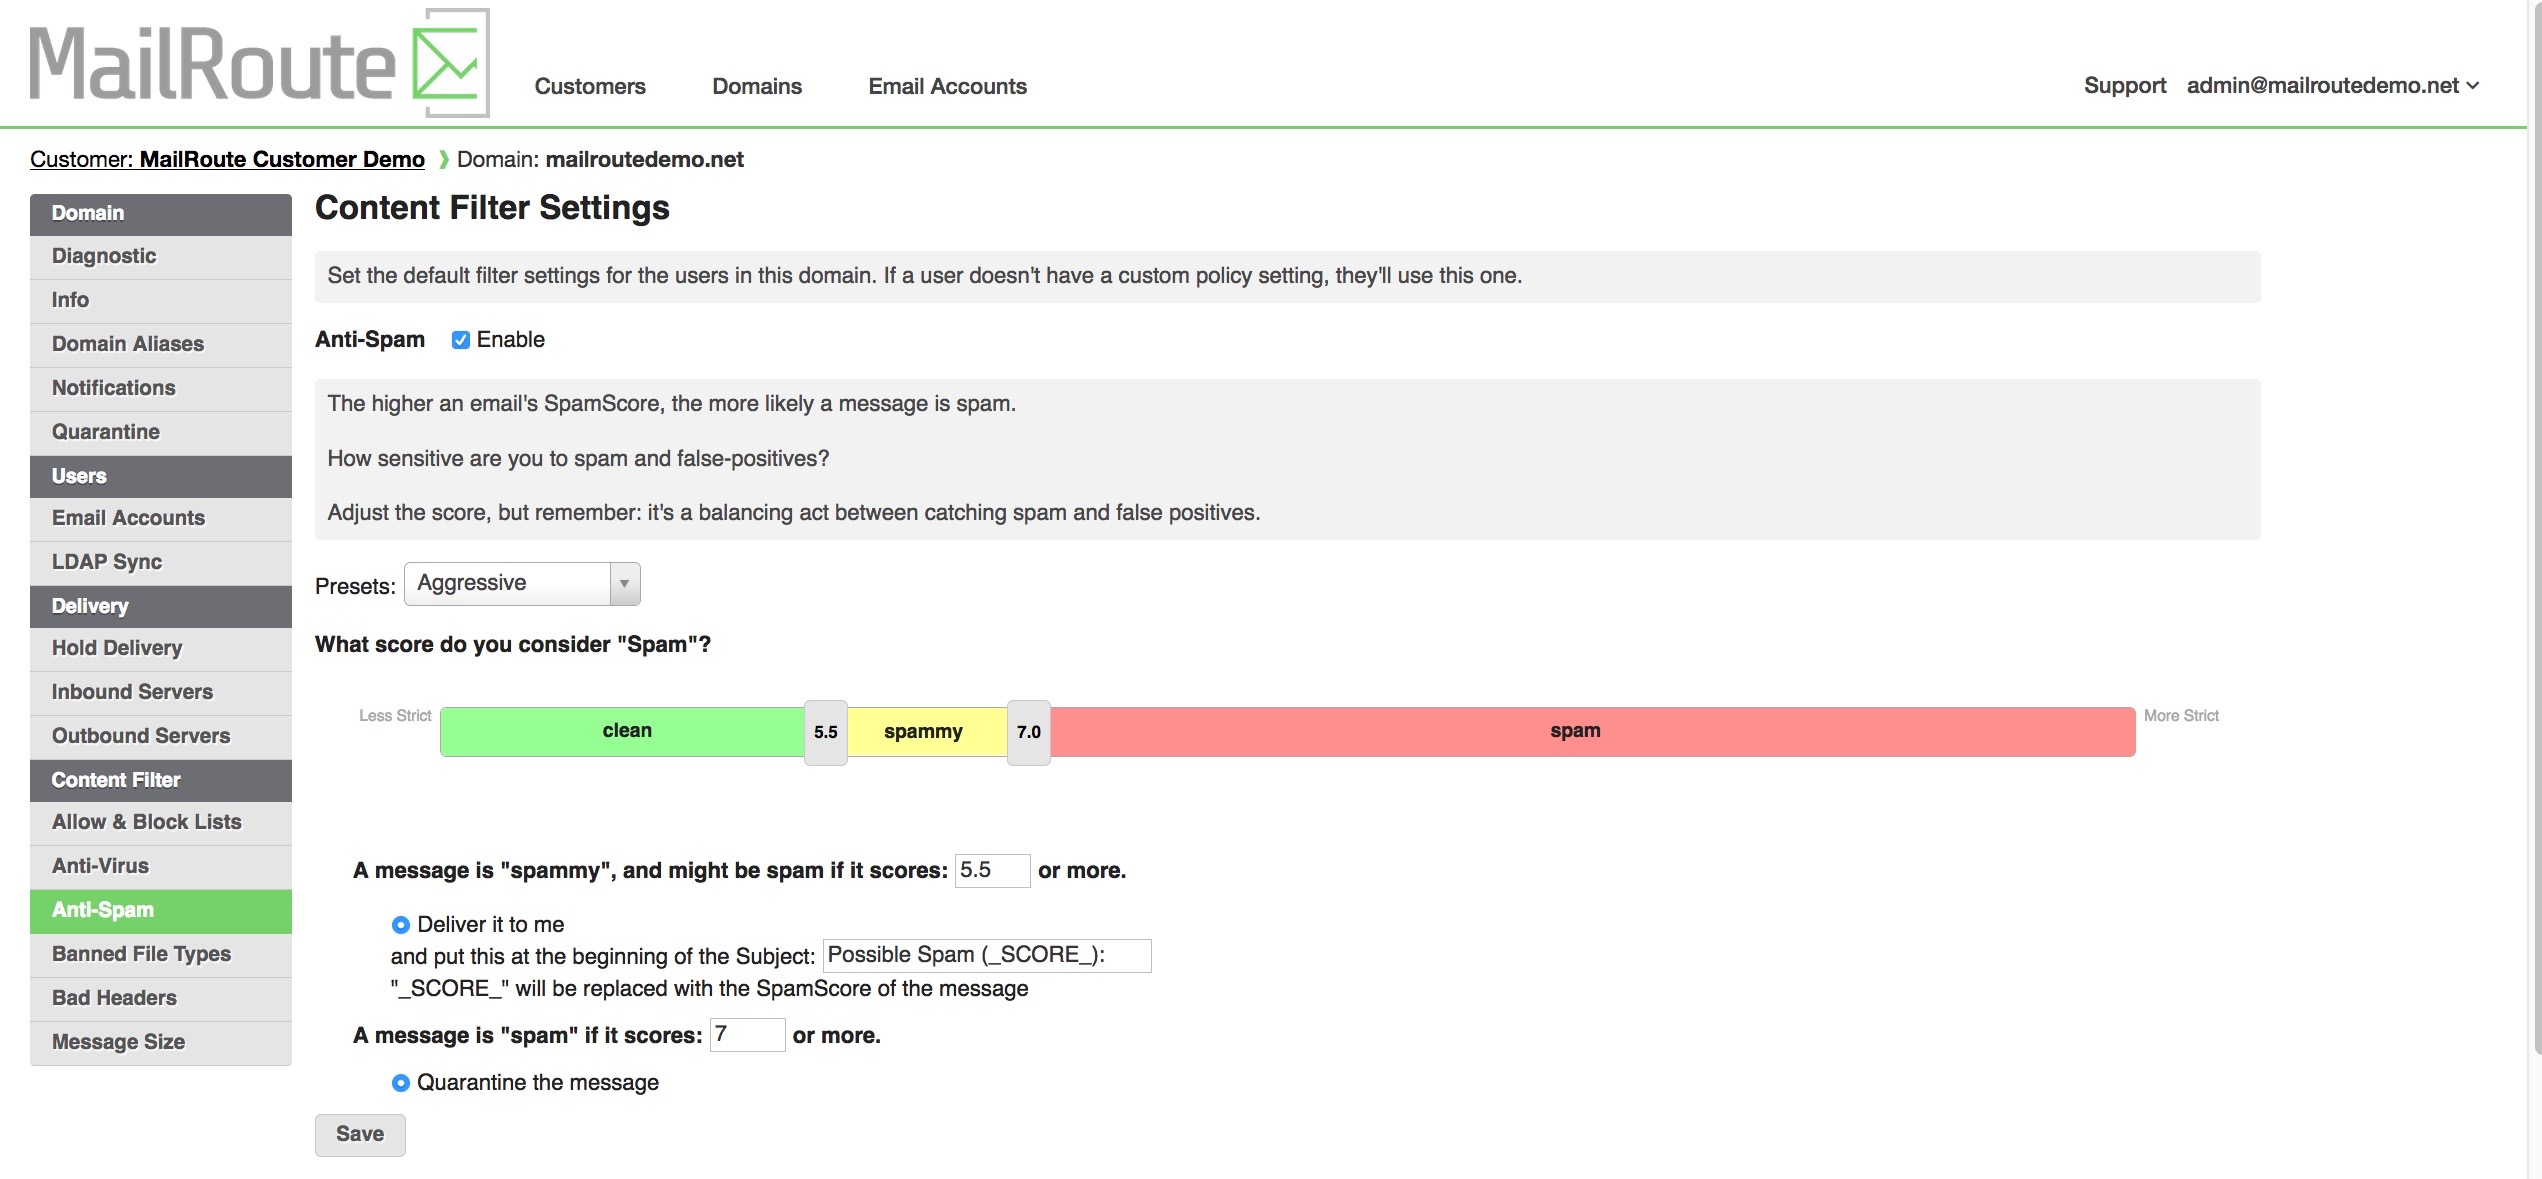 MailRoute
Customers Domains Email Accounts Support admin@mailroutedemo.net
Customer: MailRoute Customer Demo Domain: mailroutedemo.net
Domain
Diagnostic
Info
Domain Aliases
Notifications
Quarantine
Users
Email Accounts
LDAP Sync
Delivery
Hold Delivery
Inbound Servers
Outbound Servers
Content Filter
Allow & Block Lists
Anti-Virus
Anti-Spam
Banned File Types
Bad Headers
Message Size
Content Filter Settings
Set the default filter settings for the users in this domain. If a user doesn't have a custom policy setting, they'll use this one.
Anti-Spam Enable
The higher an email's SpamScore, the more likely a message is spam.
How sensitive are you to spam and false-positives?
Adjust the score, but remember: it's a balancing act between catching spam and false positives.
Presets: Aggressive
What score do you consider "Spam"?
Less Strict clean 5.5 spammy 7.0 spam More Strict
A message is "spammy", and might be spam if it scores: 5.5 or more.
Deliver it to me
and put this at the beginning of the Subject: Possible Spam (_SCORE_):
"_SCORE_" will be replaced with the SpamScore of the message
A message is "spam" if it scores: 7 or more.
Quarantine the message
Save